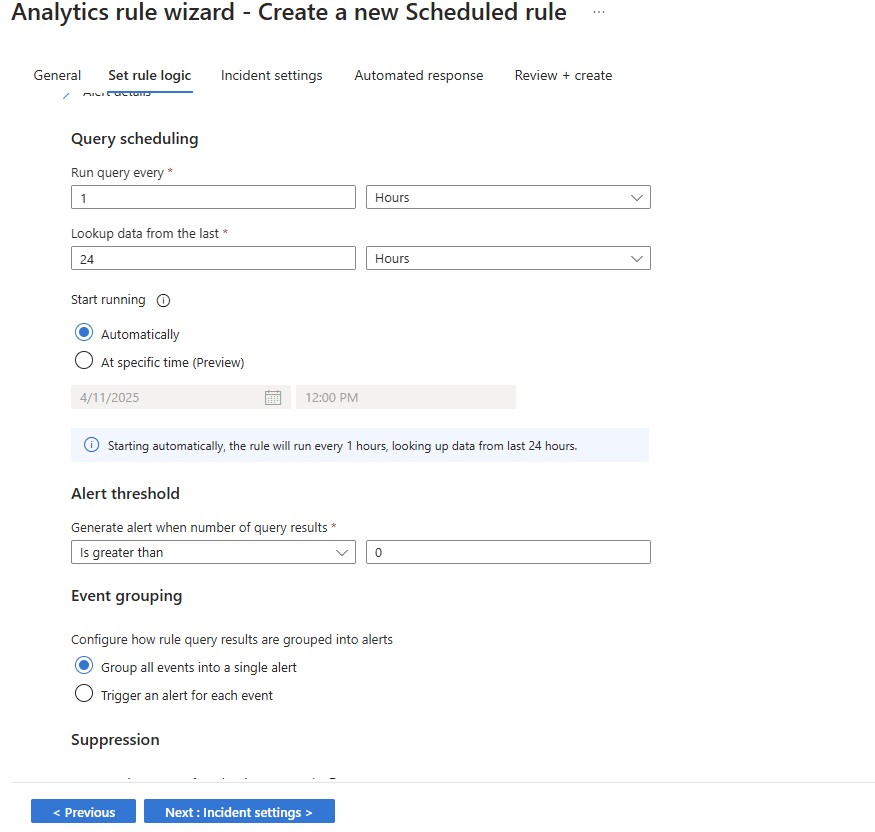 Analytics rule wizard - Create a new Scheduled rule ...
General Set rule logic Incident settings Automated response Review + create
Alert details
Query scheduling
Run query every *
1 Hours
Lookup data from the last *
24 Hours
Start running
Automatically
At specific time (Preview)
4/11/2025 12:00 PM
Starting automatically, the rule will run every 1 hours, looking up data from last 24 hours.
Alert threshold
Generate alert when number of query results *
Is greater than 0
Event grouping
Configure how rule query results are grouped into alerts
Group all events into a single alert
Trigger an alert for each event
Suppression
< Previous Next : Incident settings >